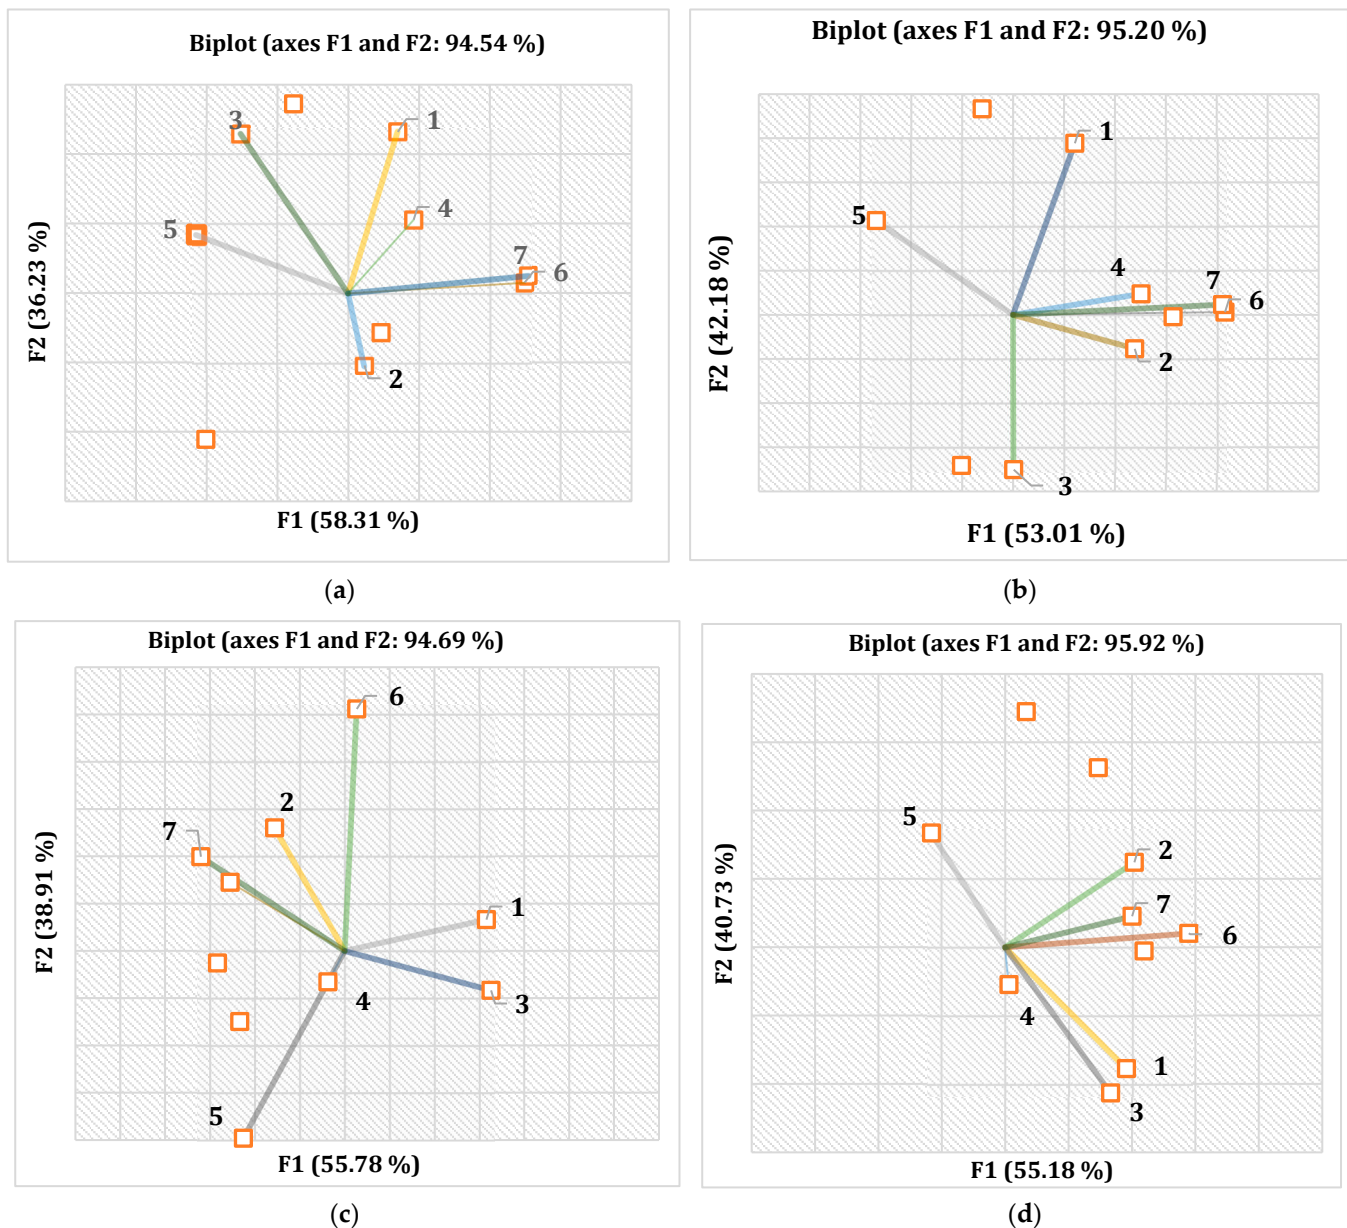 Biplot (axes F1 and F2: 94.54 %)
3
1
4
5
7
6
2
F2 (36.23 %)
F1 (58.31 %)
(a)
Biplot (axes F1 and F2: 95.20 %)
1
5
4
7
6
2
3
F2 (42.18 %)
F1 (53.01 %)
(b)
Biplot (axes F1 and F2: 94.69 %)
6
2
7
1
4
3
5
F2 (38.91 %)
F1 (55.78 %)
(c)
Biplot (axes F1 and F2: 95.92 %)
5
2
7
6
4
1
3
F2 (40.73 %)
F1 (55.18 %)
(d)